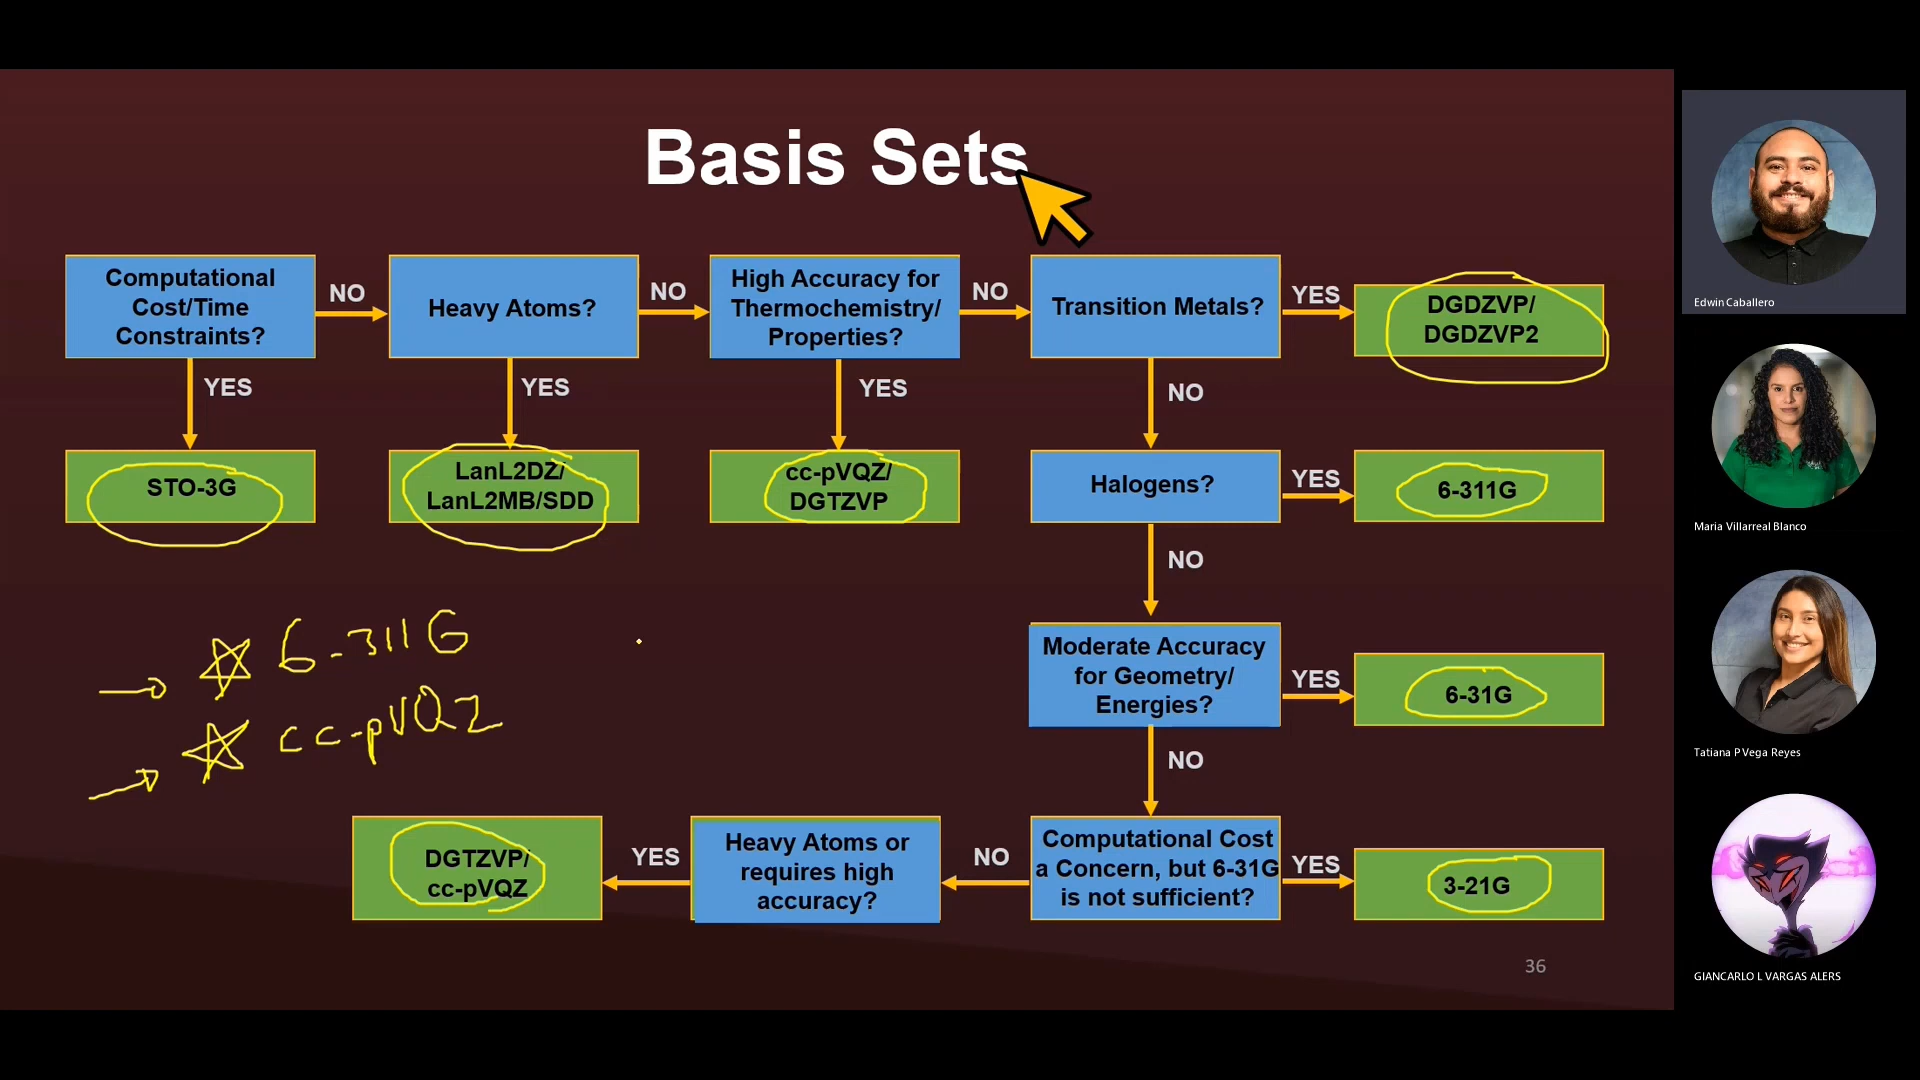 Basis Sets
Computational
Cost/Time
Constraints?
NO
Heavy Atoms?
NO
High Accuracy for
Thermochemistry/
Properties?
NO
Transition Metals?
YES
DGDZVP/
DGDZVP2
YES
YES
YES
NO
STO-3G
LanL2DZ/
LanL2MB/SDD
cc-pVQZ/
DGTZVP
Halogens?
YES
6-311G
NO
6-311G
cc-pVQZ
Moderate Accuracy
for Geometry/
Energies?
YES
6-31G
NO
DGTZVP/
cc-pVQZ
YES
Heavy Atoms or
requires high
accuracy?
NO
Computational Cost
a Concern, but 6-31G
is not sufficient?
YES
3-21G
36
Edwin Caballero
Maria Villarreal Blanco
Tatiana P Vega Reyes
GIANCARLO L VARGAS ALERS